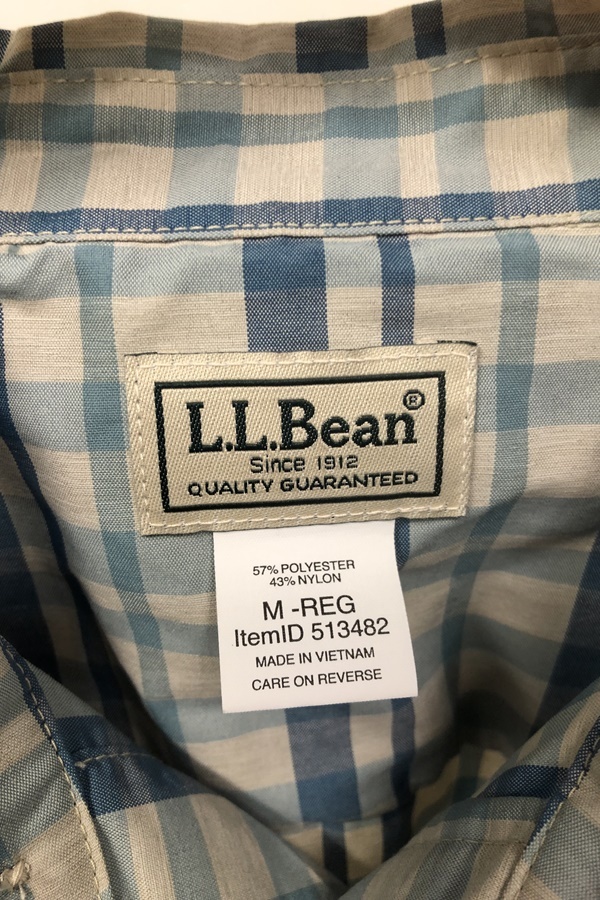 L.L.Bean®
Since 1912
QUALITY GUARANTEED
57% POLYESTER
43% NYLON
M -REG
ItemID 513482
MADE IN VIETNAM
CARE ON REVERSE